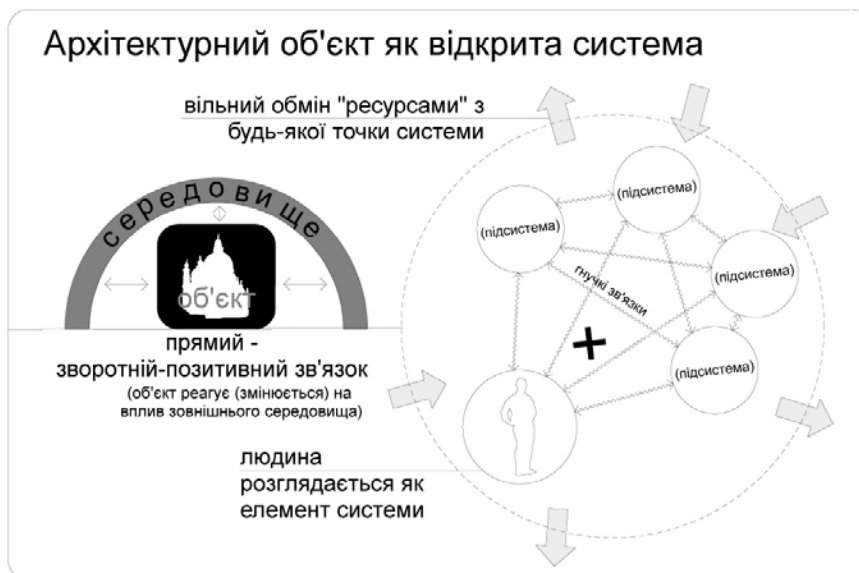 Архітектурний об'єкт як відкрита система
вільний обмін "ресурсами" з
будь-якої точки системи
середовище
об'єкт
прямий -
зворотній-позитивний зв'язок
(об'єкт реагує (змінюється) на
вплив зовнішнього середовища)
(підсистема)
(підсистема)
(підсистема)
гнучкі зв'язки
(підсистема)
людина
розглядається як
елемент системи